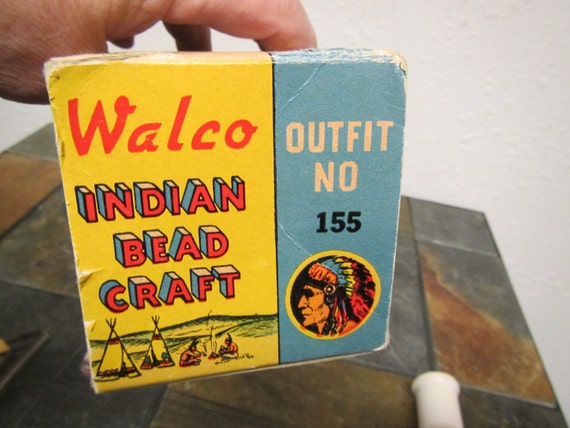 Walco
INDIAN
BEAD
CRAFT
OUTFIT
NO
155